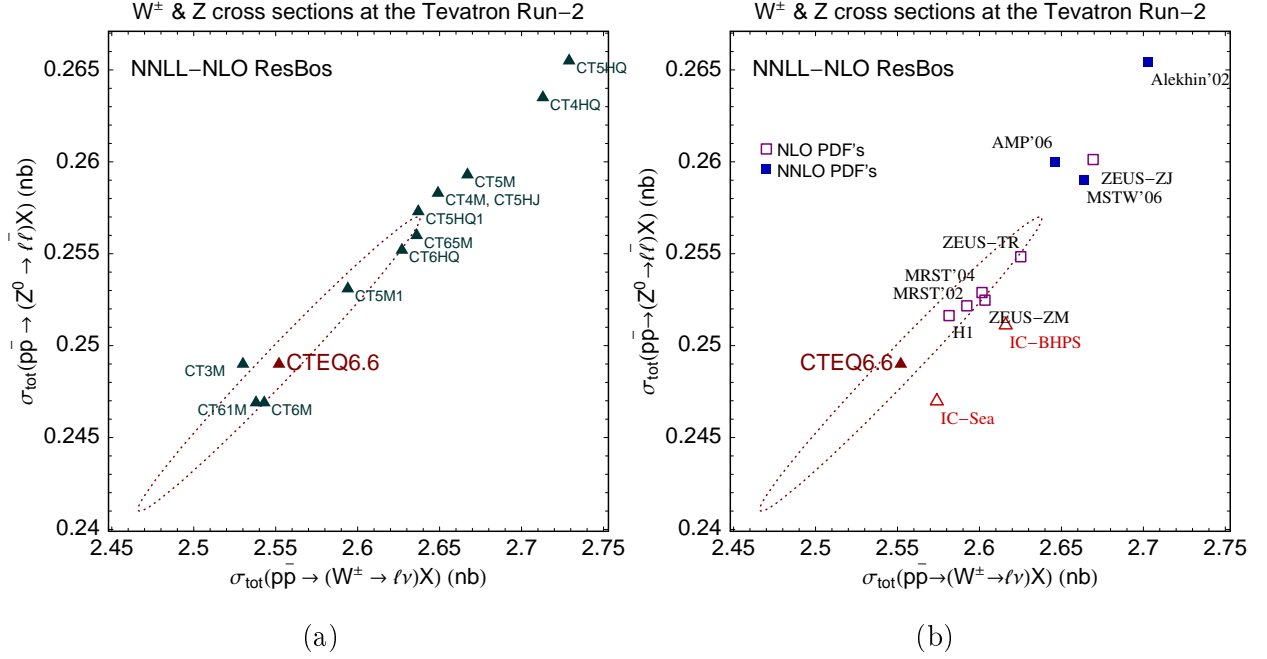 W± & Z cross sections at the Tevatron Run−2
NNLL−NLO ResBos
CT5HQ
CT4HQ
CT5M
CT4M, CT5HJ
CT5HQ1
CT65M
CT6HQ
CT5M1
CTEQ6.6
CT3M
CT61M
CT6M
0.265
0.26
0.255
0.25
0.245
0.24
σtot(pp̄→(Z⁰→ℓℓ̄)X) (nb)
2.45 2.5 2.55 2.6 2.65 2.7 2.75
σtot(pp̄→(W±→ℓν)X) (nb)
(a)
W± & Z cross sections at the Tevatron Run−2
NNLL−NLO ResBos
Alekhin'02
NLO PDF's
NNLO PDF's
AMP'06
ZEUS−ZJ
MSTW'06
ZEUS−TR
MRST'04
MRST'02
ZEUS−ZM
H1
IC−BHPS
CTEQ6.6
IC−Sea
0.265
0.26
0.255
0.25
0.245
0.24
σtot(pp̄→(Z⁰→ℓℓ̄)X) (nb)
2.45 2.5 2.55 2.6 2.65 2.7 2.75
σtot(pp̄→(W±→ℓν)X) (nb)
(b)